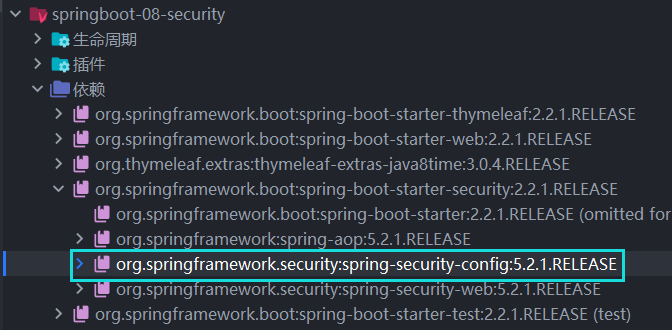 springboot-08-security
生命周期
插件
依赖
org.springframework.boot:spring-boot-starter-thymeleaf:2.2.1.RELEASE
org.springframework.boot:spring-boot-starter-web:2.2.1.RELEASE
org.thymeleaf.extras:thymeleaf-extras-java8time:3.0.4.RELEASE
org.springframework.boot:spring-boot-starter-security:2.2.1.RELEASE
org.springframework.boot:spring-boot-starter:2.2.1.RELEASE (omitted for
org.springframework:spring-aop:5.2.1.RELEASE
org.springframework.security:spring-security-config:5.2.1.RELEASE
org.springframework.security:spring-security-web:5.2.1.RELEASE
org.springframework.boot:spring-boot-starter-test:2.2.1.RELEASE (test)